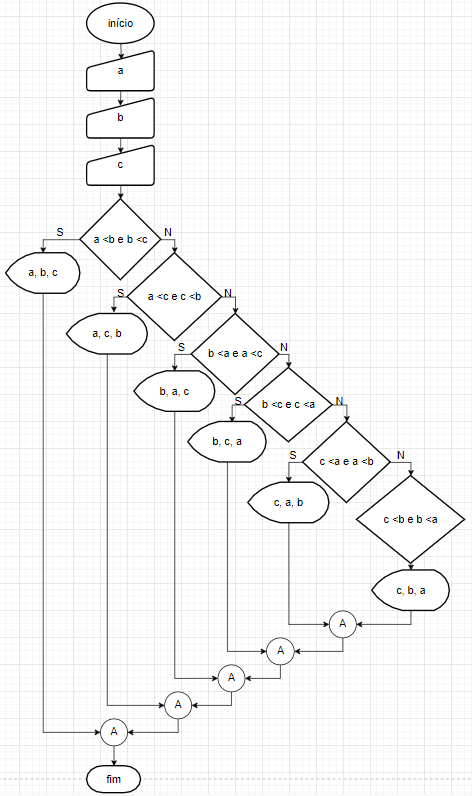 início
a
b
c
a <b e b <c
S
N
a, b, c
a <c e c <b
S
N
a, c, b
b <a e a <c
S
N
b, a, c
b <c e c <a
S
N
b, c, a
c <a e a <b
S
N
c, a, b
c <b e b <a
c, b, a
A
A
A
A
A
fim